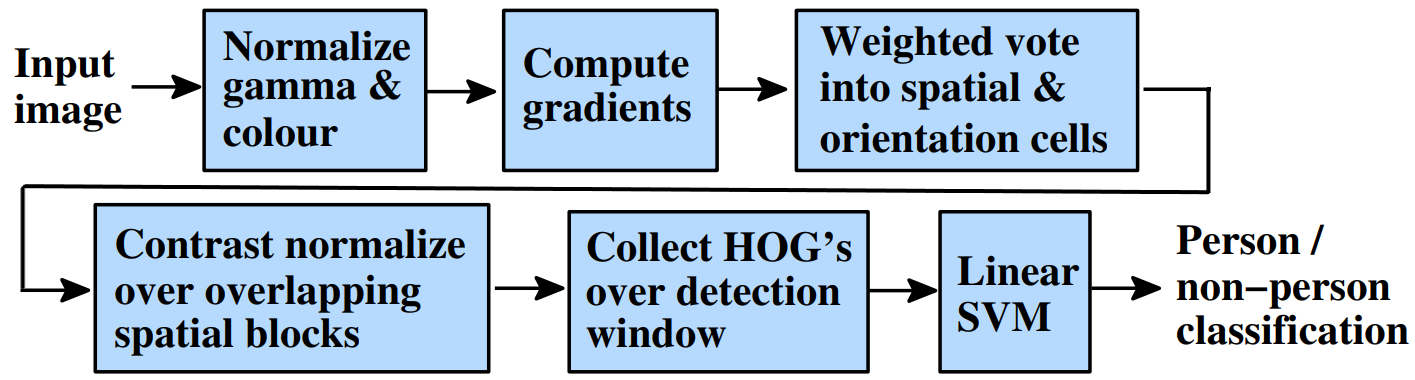 Input
image
Normalize
gamma &
colour
Compute
gradients
Weighted vote
into spatial &
orientation cells
Contrast normalize
over overlapping
spatial blocks
Collect HOG's
over detection
window
Linear
SVM
Person /
non−person
classification